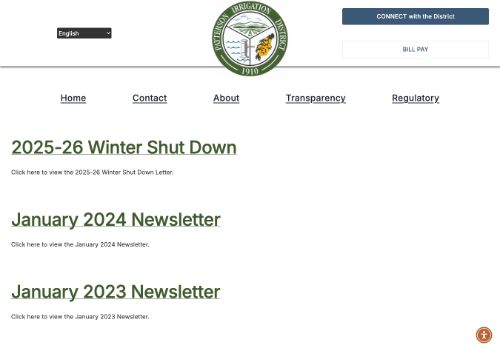 English
PATTERSON IRRIGATION DISTRICT
1910
CONNECT with the District
BILL PAY
Home
Contact
About
Transparency
Regulatory
2025-26 Winter Shut Down
Click here to view the 2025-26 Winter Shut Down Letter.
January 2024 Newsletter
Click here to view the January 2024 Newsletter.
January 2023 Newsletter
Click here to view the January 2023 Newsletter.